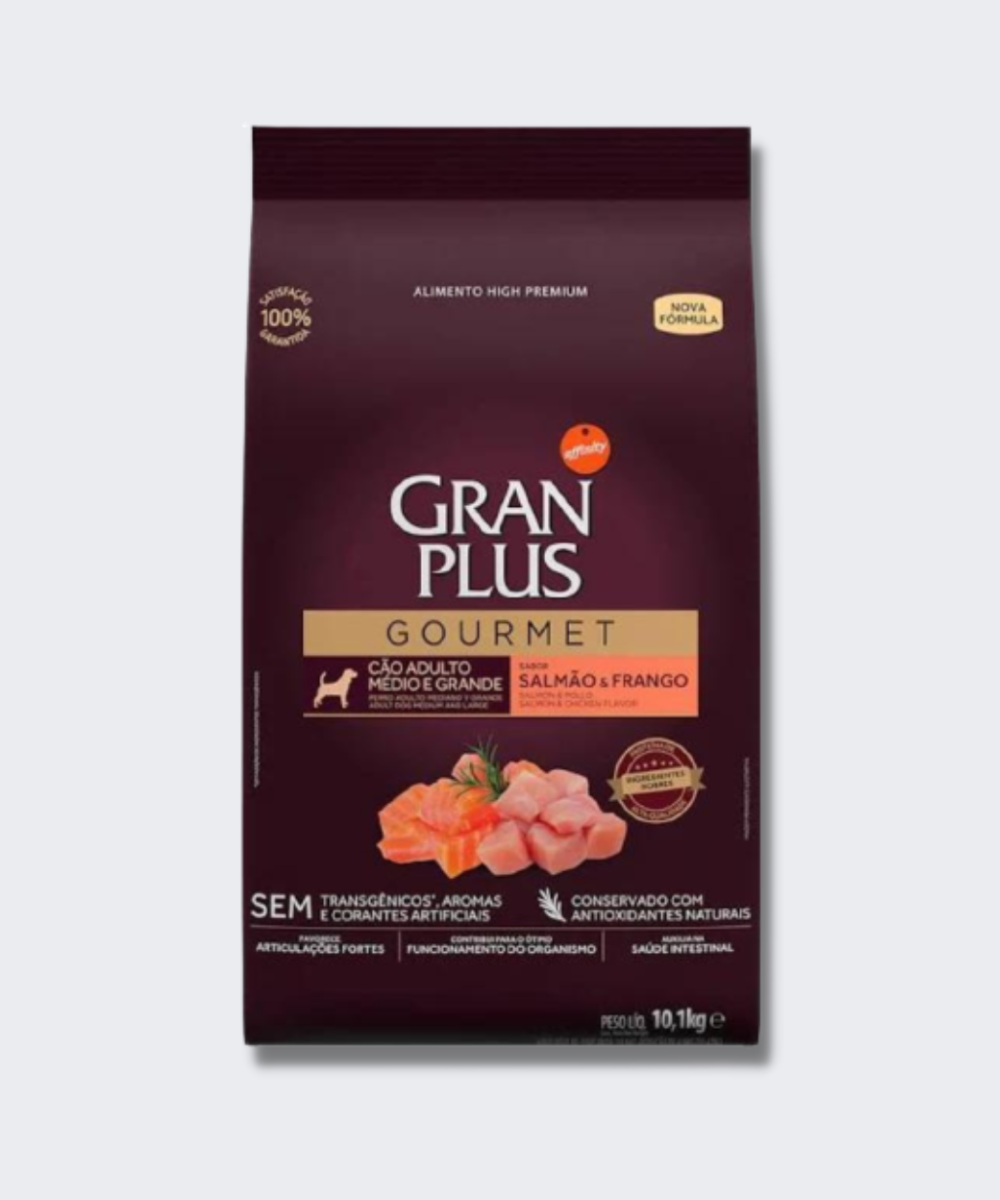 ALIMENTO HIGH PREMIUM
SATISFAÇÃO
100%
GARANTIDA
NOVA
FÓRMULA
affinity
GRAN
PLUS
GOURMET
CÃO ADULTO
MÉDIO E GRANDE
PERRO ADULTO MEDIANO Y GRANDE
ADULT DOG MEDIUM AND LARGE
SABOR
SALMÃO & FRANGO
SALMÓN & POLLO
SALMON & CHICKEN FLAVOR
INGREDIENTES
NOBRES
ALTA QUALIDADE
SEM TRANSGÊNICOS*, AROMAS
E CORANTES ARTIFICIAIS
CONSERVADO COM
ANTIOXIDANTES NATURAIS
FAVORECE
ARTICULAÇÕES FORTES
CONTRIBUI PARA O ÓTIMO
FUNCIONAMENTO DO ORGANISMO
AUXILIA NA
SAÚDE INTESTINAL
PESO LÍQ. 10,1kg e